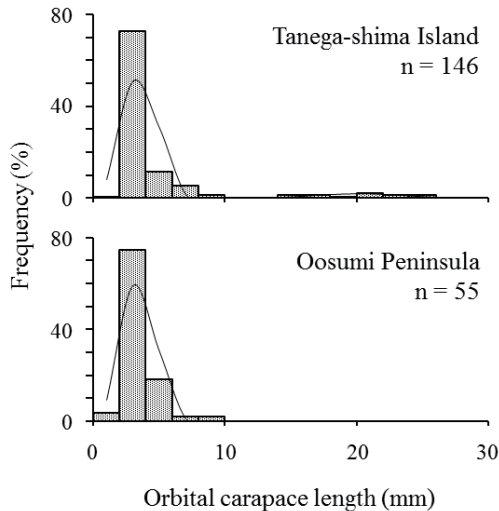 80
Tanega-shima Island
n = 146
40
0
Frequency (%)
80
Oosumi Peninsula
n = 55
40
0
0 10 20 30
Orbital carapace length (mm)